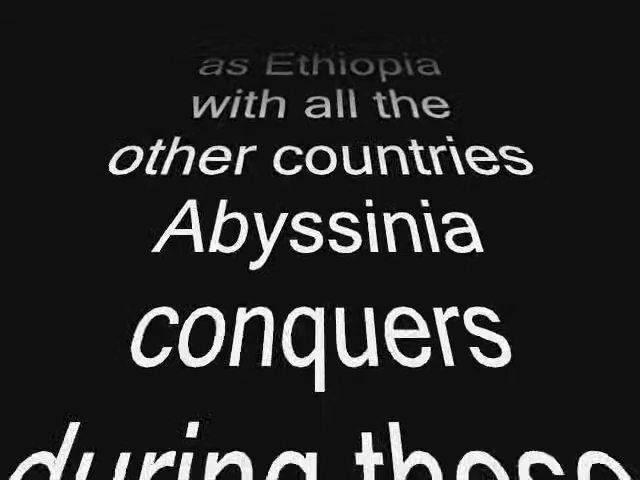 as Ethiopia
with all the
other countries
Abyssinia
conquers
during those